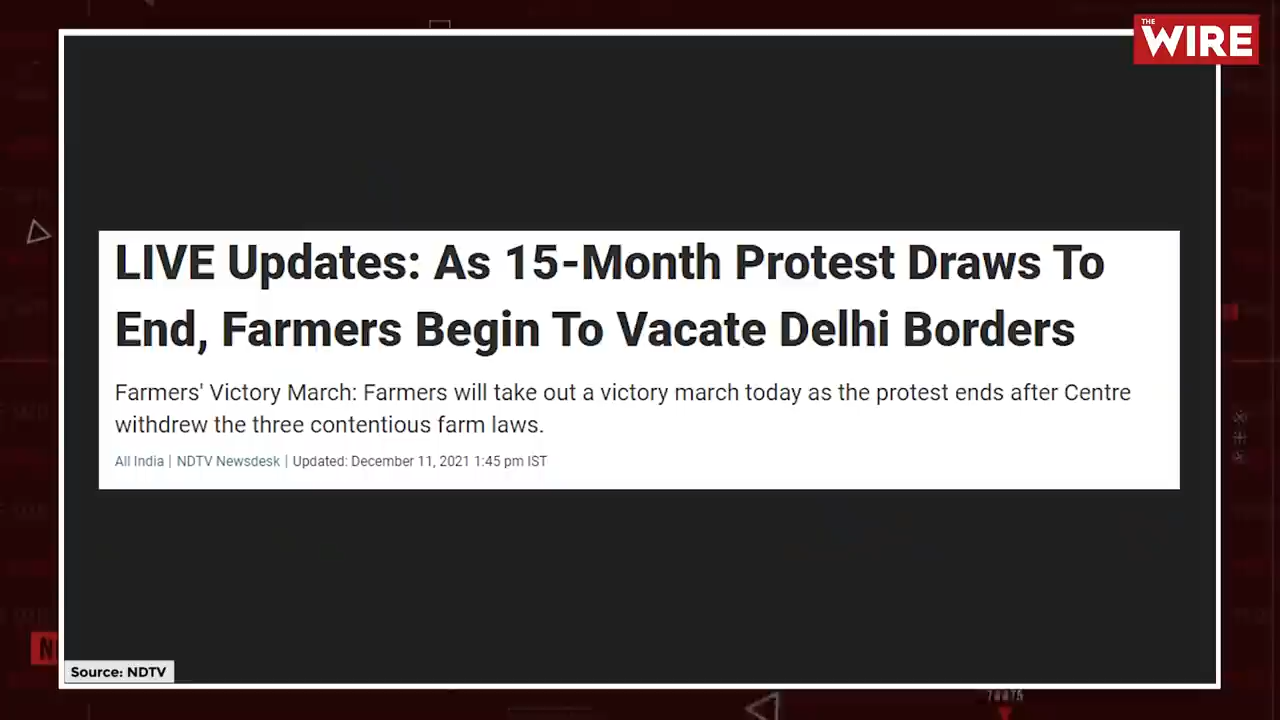 THE
WIRE
LIVE Updates: As 15-Month Protest Draws To
End, Farmers Begin To Vacate Delhi Borders
Farmers' Victory March: Farmers will take out a victory march today as the protest ends after Centre
withdrew the three contentious farm laws.
All India | NDTV Newsdesk | Updated: December 11, 2021 1:45 pm IST
N
Source: NDTV